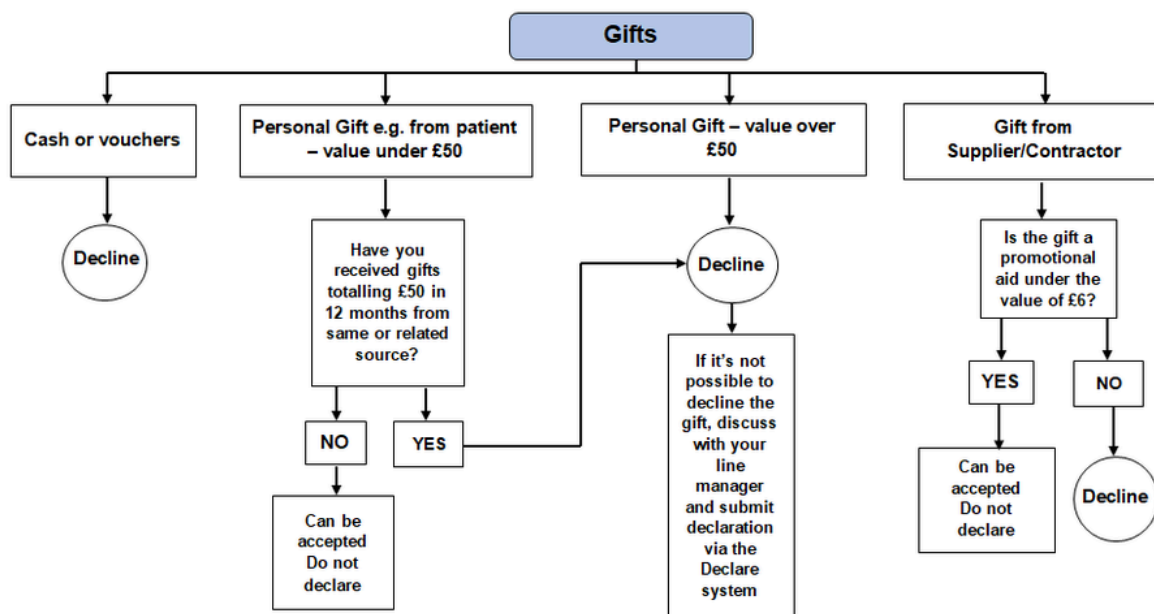 Gifts
Cash or vouchers
Decline
Personal Gift e.g. from patient
– value under £50
Have you
received gifts
totalling £50 in
12 months from
same or related
source?
NO
YES
Can be
accepted
Do not
declare
Personal Gift – value over
£50
Decline
If it’s not
possible to
decline the
gift, discuss
with your
line
manager
and submit
declaration
via the
Declare
system
Gift from
Supplier/Contractor
Is the gift a
promotional
aid under the
value of £6?
YES
NO
Can be
accepted
Do not
declare
Decline